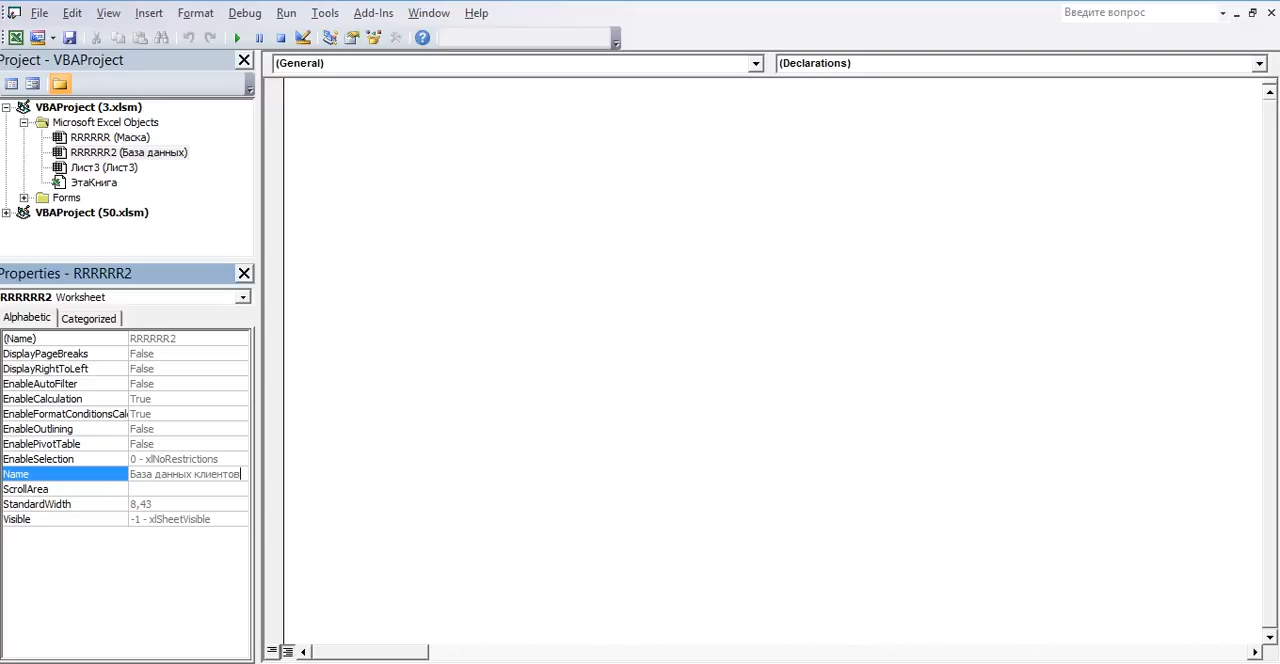 File Edit View Insert Format Debug Run Tools Add-Ins Window Help Введите вопрос
Project - VBAProject
(General) (Declarations)
VBAProject (3.xlsm)
Microsoft Excel Objects
RRRRRR (Маска)
RRRRRR2 (База данных)
Лист3 (Лист3)
ЭтаКнига
Forms
VBAProject (50.xlsm)
Properties - RRRRRR2
RRRRRR2 Worksheet
Alphabetic Categorized
(Name) RRRRRR2
DisplayPageBreaks False
DisplayRightToLeft False
EnableAutoFilter False
EnableCalculation True
EnableFormatConditionsCal True
EnableOutlining False
EnablePivotTable False
EnableSelection 0 - xlNoRestrictions
Name База данных клиентов
ScrollArea
StandardWidth 8,43
Visible -1 - xlSheetVisible